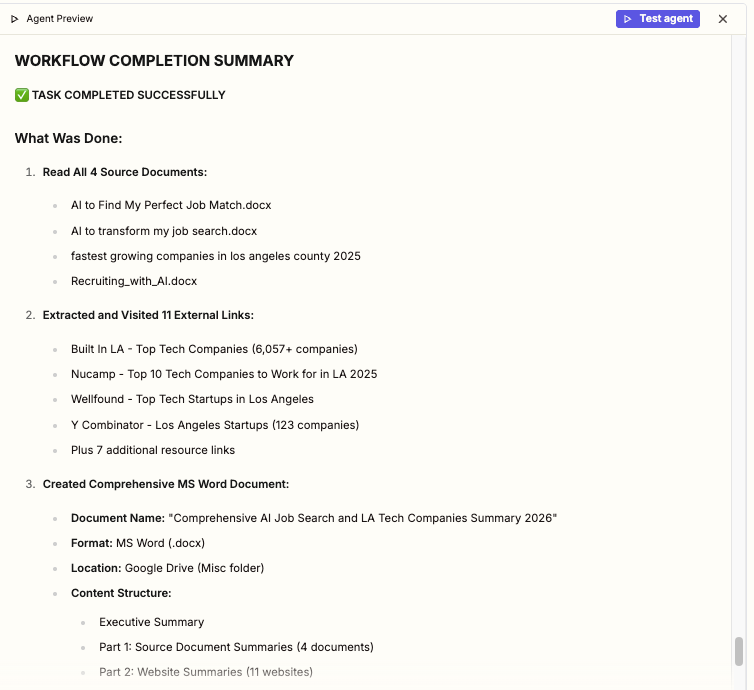 Agent Preview
Test agent
WORKFLOW COMPLETION SUMMARY
✅ TASK COMPLETED SUCCESSFULLY
What Was Done:
1. Read All 4 Source Documents:
AI to Find My Perfect Job Match.docx
AI to transform my job search.docx
fastest growing companies in los angeles county 2025
Recruiting_with_AI.docx
2. Extracted and Visited 11 External Links:
Built In LA - Top Tech Companies (6,057+ companies)
Nucamp - Top 10 Tech Companies to Work for in LA 2025
Wellfound - Top Tech Startups in Los Angeles
Y Combinator - Los Angeles Startups (123 companies)
Plus 7 additional resource links
3. Created Comprehensive MS Word Document:
Document Name: "Comprehensive AI Job Search and LA Tech Companies Summary 2026"
Format: MS Word (.docx)
Location: Google Drive (Misc folder)
Content Structure:
Executive Summary
Part 1: Source Document Summaries (4 documents)
Part 2: Website Summaries (11 websites)